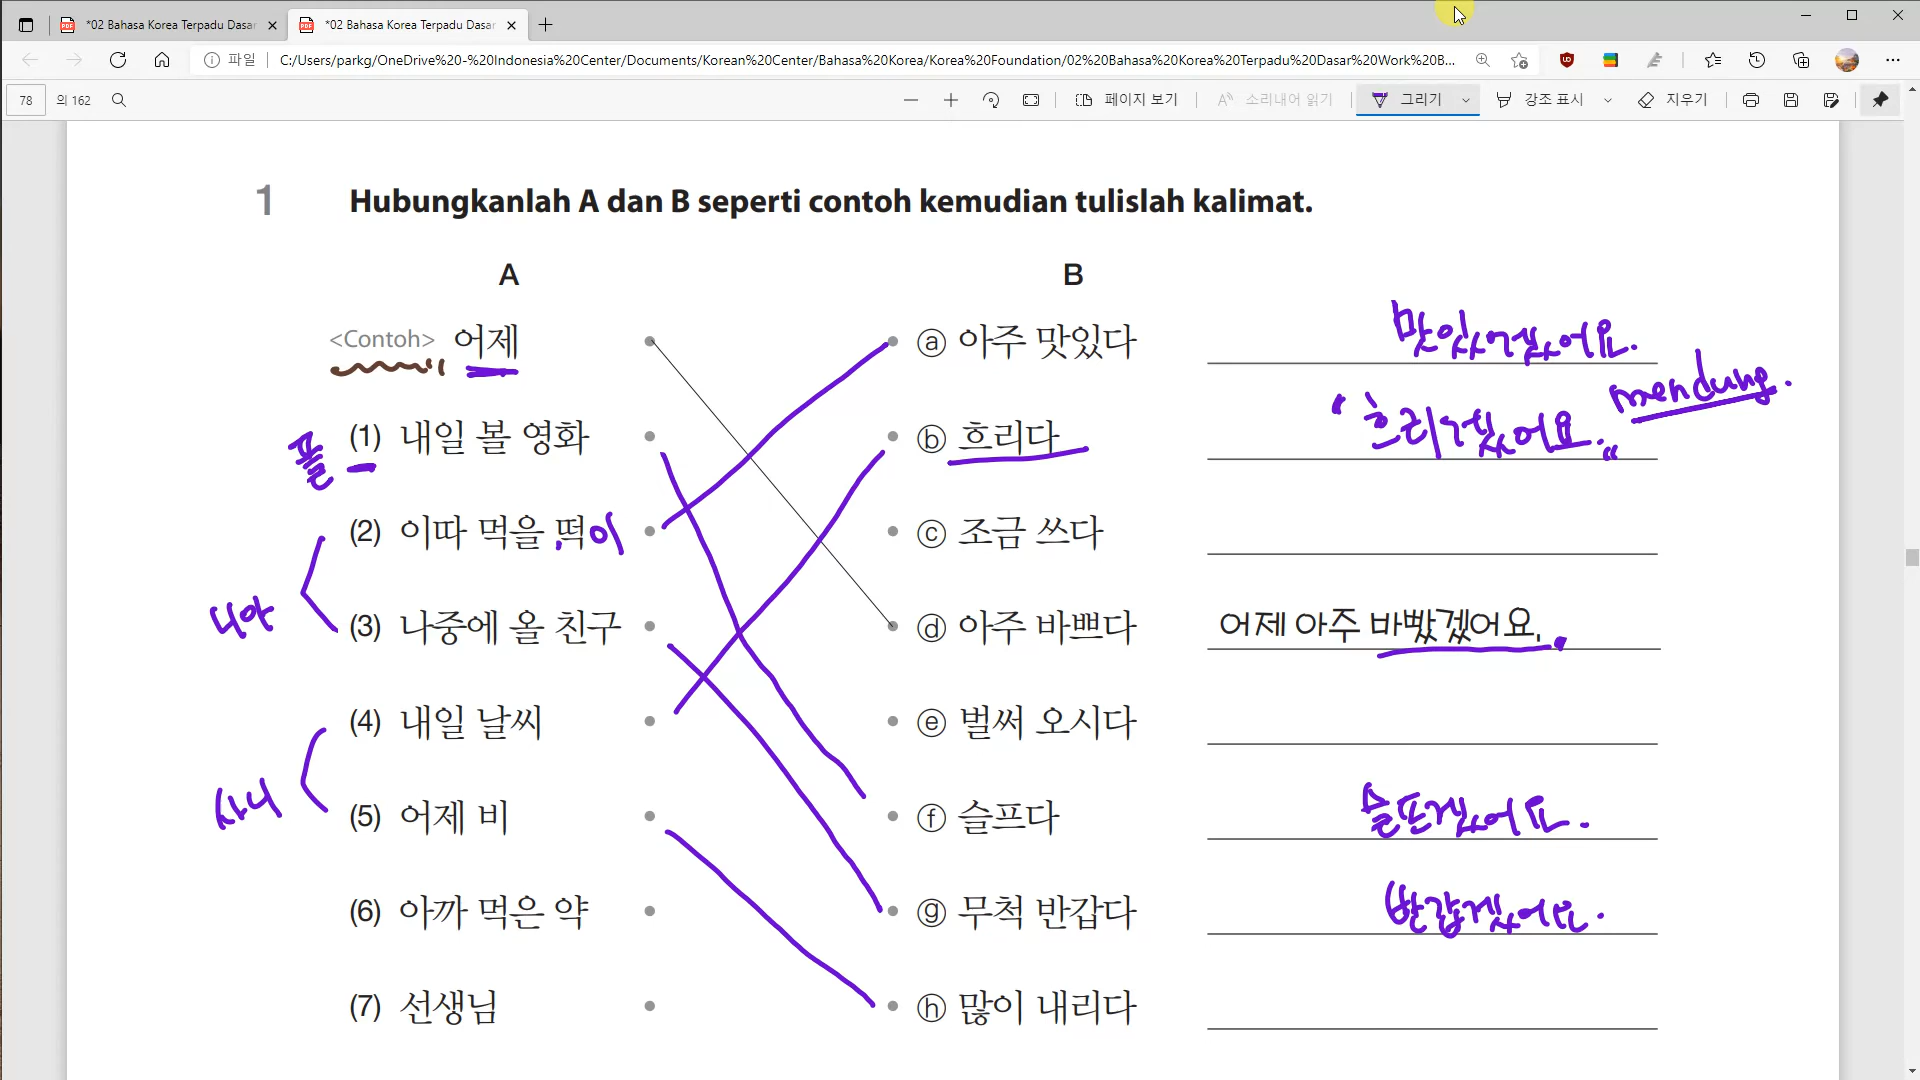 *02 Bahasa Korea Terpadu Dasar
*02 Bahasa Korea Terpadu Dasar
파일 C:/Users/parkg/OneDrive%20-%20Indonesia%20Center/Documents/Korean%20Center/Bahasa%20Korea/Korea%20Foundation/02%20Bahasa%20Korea%20Terpadu%20Dasar%20Work%20B...
78 의 162 페이지 보기 소리내어 읽기 그리기 강조 표시 지우기
1 Hubungkanlah A dan B seperti contoh kemudian tulislah kalimat.
A B
<Contoh> 어제 ⓐ 아주 맛있다 맛있겠어요.
mendung.
(1) 내일 볼 영화 ⓑ 흐리다 "흐리겠어요."
(2) 이따 먹을 떡이 ⓒ 조금 쓰다
니아 (3) 나중에 올 친구 ⓓ 아주 바쁘다 어제 아주 바빴겠어요.
(4) 내일 날씨 ⓔ 벌써 오시다
사니 (5) 어제 비 ⓕ 슬프다 슬프겠어요.
(6) 아까 먹은 약 ⓖ 무척 반갑다 반갑겠어요.
(7) 선생님 ⓗ 많이 내리다